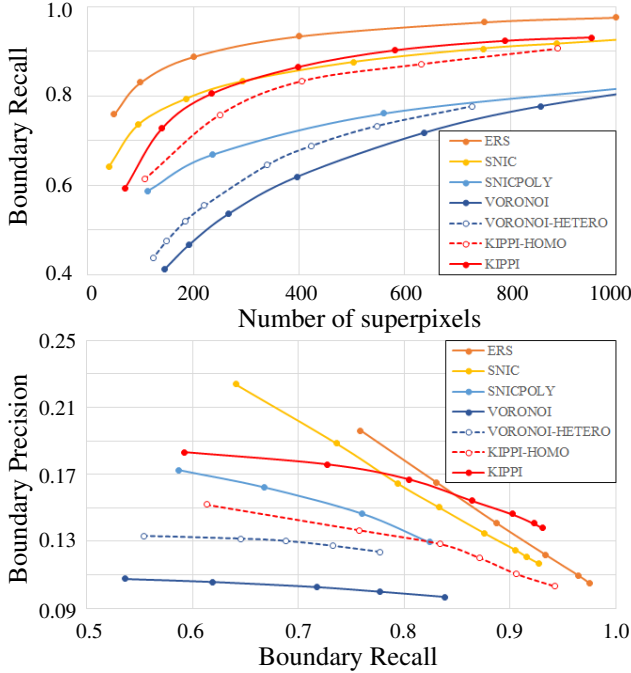 1.0
0.8
0.6
0.4
Boundary Recall
ERS
SNIC
SNICPOLY
VORONOI
VORONOI-HETERO
KIPPI-HOMO
KIPPI
0 200 400 600 800 1000
Number of superpixels
0.25
0.21
0.17
0.13
0.09
Boundary Precision
ERS
SNIC
SNICPOLY
VORONOI
VORONOI-HETERO
KIPPI-HOMO
KIPPI
0.5 0.6 0.7 0.8 0.9 1.0
Boundary Recall